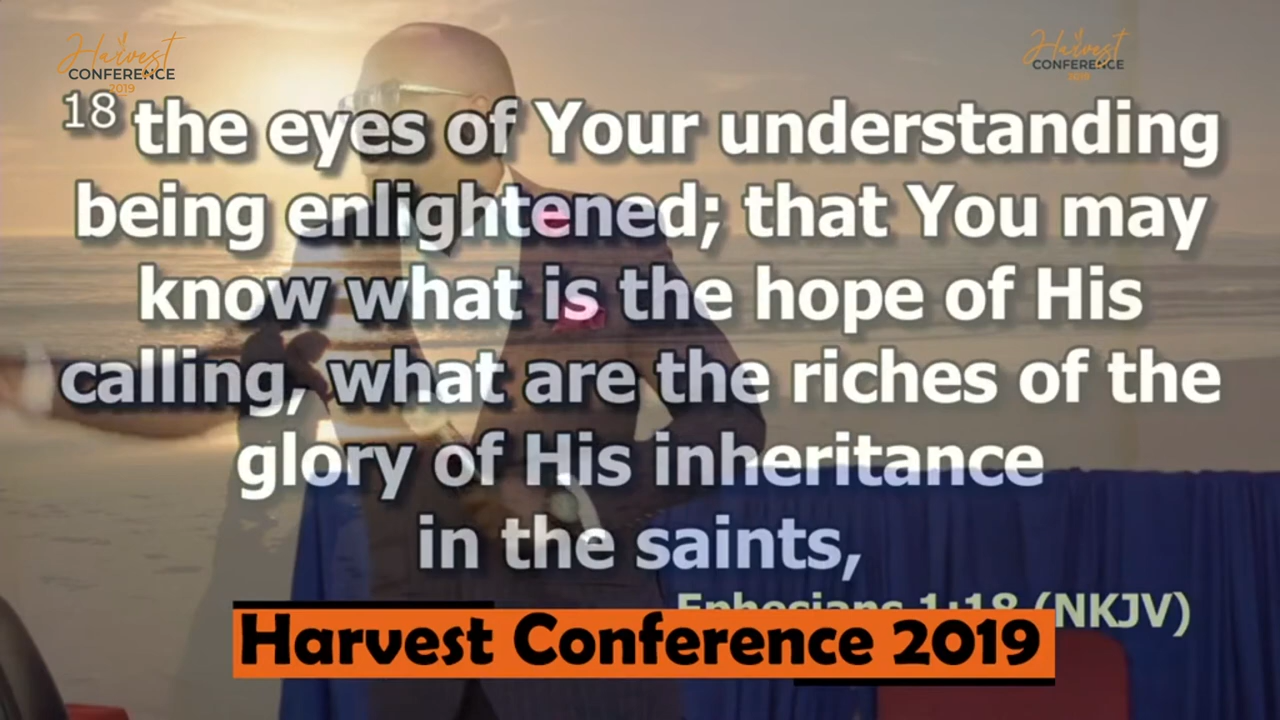 Harvest
CONFERENCE
2019
Harvest
CONFERENCE
2019
18 the eyes of Your understanding
being enlightened; that You may
know what is the hope of His
calling, what are the riches of the
glory of His inheritance
in the saints,
Ephesians 1:18 (NKJV)
Harvest Conference 2019